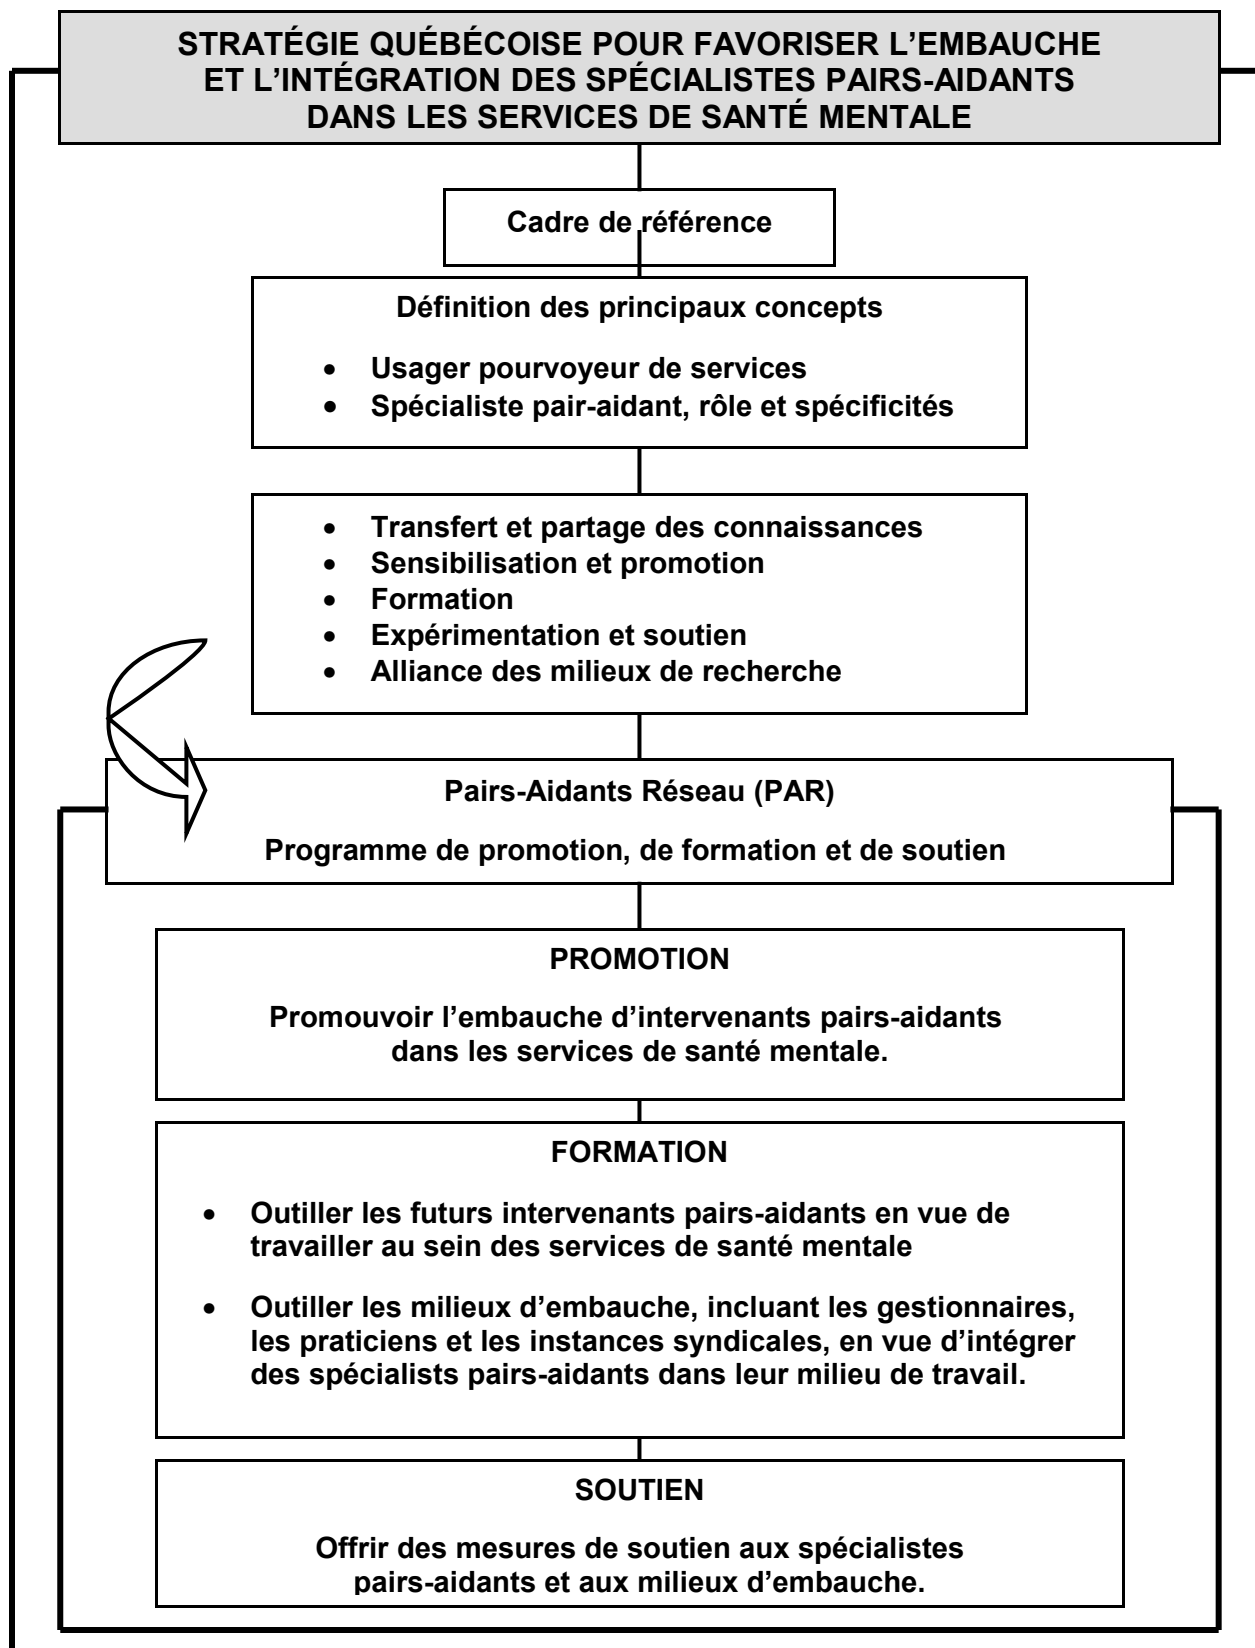 STRATÉGIE QUÉBÉCOISE POUR FAVORISER L’EMBAUCHE
ET L’INTÉGRATION DES SPÉCIALISTES PAIRS-AIDANTS
DANS LES SERVICES DE SANTÉ MENTALE
Cadre de référence
Définition des principaux concepts
• Usager pourvoyeur de services
• Spécialiste pair-aidant, rôle et spécificités
• Transfert et partage des connaissances
• Sensibilisation et promotion
• Formation
• Expérimentation et soutien
• Alliance des milieux de recherche
Pairs-Aidants Réseau (PAR)
Programme de promotion, de formation et de soutien
PROMOTION
Promouvoir l’embauche d’intervenants pairs-aidants
dans les services de santé mentale.
FORMATION
• Outiller les futurs intervenants pairs-aidants en vue de
travailler au sein des services de santé mentale
• Outiller les milieux d’embauche, incluant les gestionnaires,
les praticiens et les instances syndicales, en vue d’intégrer
des spécialists pairs-aidants dans leur milieu de travail.
SOUTIEN
Offrir des mesures de soutien aux spécialistes
pairs-aidants et aux milieux d’embauche.